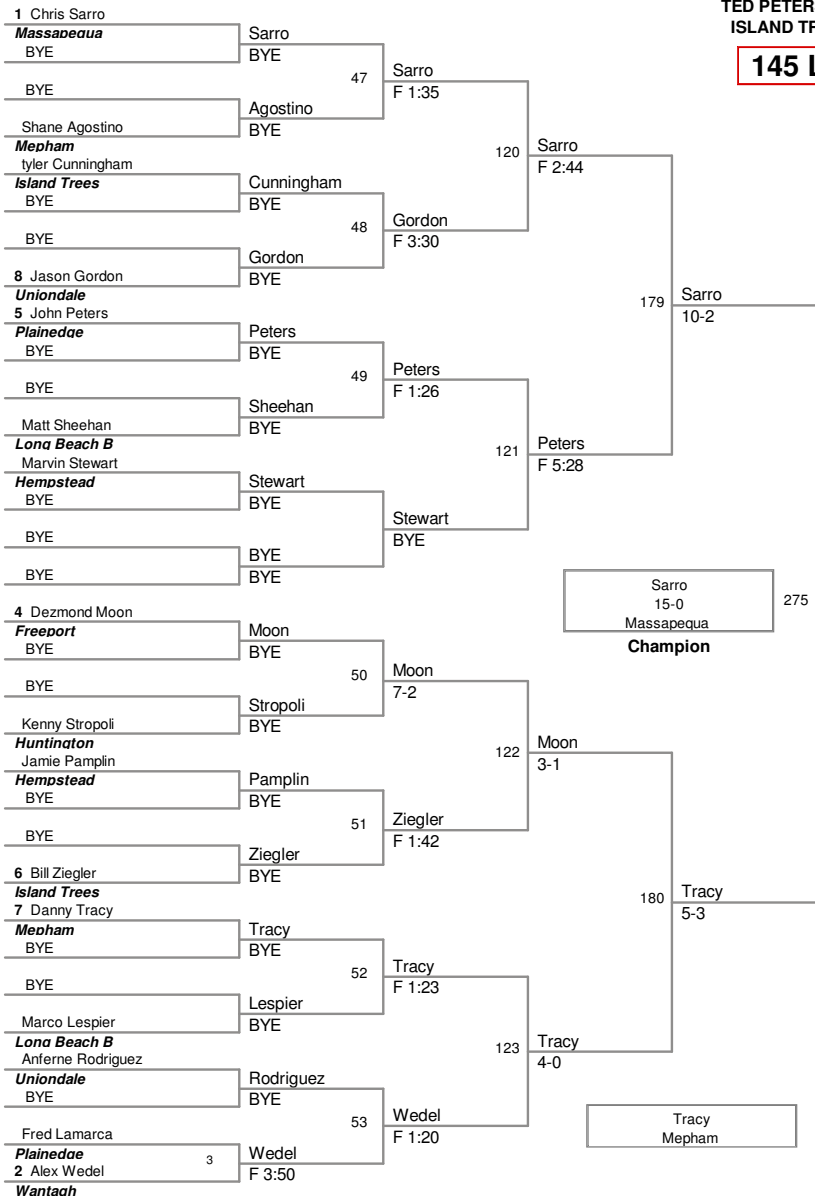 TED PETER
ISLAND TR
145 L
1 Chris Sarro
Massapequa
BYE
BYE
Shane Agostino
Mepham
tyler Cunningham
Island Trees
BYE
BYE
8 Jason Gordon
Uniondale
5 John Peters
Plainedge
BYE
BYE
Matt Sheehan
Long Beach B
Marvin Stewart
Hempstead
BYE
BYE
BYE
4 Dezmond Moon
Freeport
BYE
BYE
Kenny Stropoli
Huntington
Jamie Pamplin
Hempstead
BYE
BYE
6 Bill Ziegler
Island Trees
7 Danny Tracy
Mepham
BYE
BYE
Marco Lespier
Long Beach B
Anferne Rodriguez
Uniondale
BYE
Fred Lamarca
Plainedge
3
2 Alex Wedel
Wantagh
Sarro
BYE
47
Agostino
BYE
Cunningham
BYE
48
Gordon
BYE
Peters
BYE
49
Sheehan
BYE
Stewart
BYE
BYE
BYE
Moon
BYE
50
Stropoli
BYE
Pamplin
BYE
51
Ziegler
BYE
Tracy
BYE
52
Lespier
BYE
Rodriguez
BYE
53
Wedel
F 3:50
Sarro
F 1:35
120
Gordon
F 3:30
Peters
F 1:26
121
Stewart
BYE
Moon
7-2
122
Ziegler
F 1:42
Tracy
F 1:23
123
Wedel
F 1:20
Sarro
F 2:44
179
Peters
F 5:28
Moon
3-1
180
Tracy
4-0
Sarro
10-2
Tracy
5-3
Sarro
15-0
Massapequa
275
Champion
Tracy
Mepham